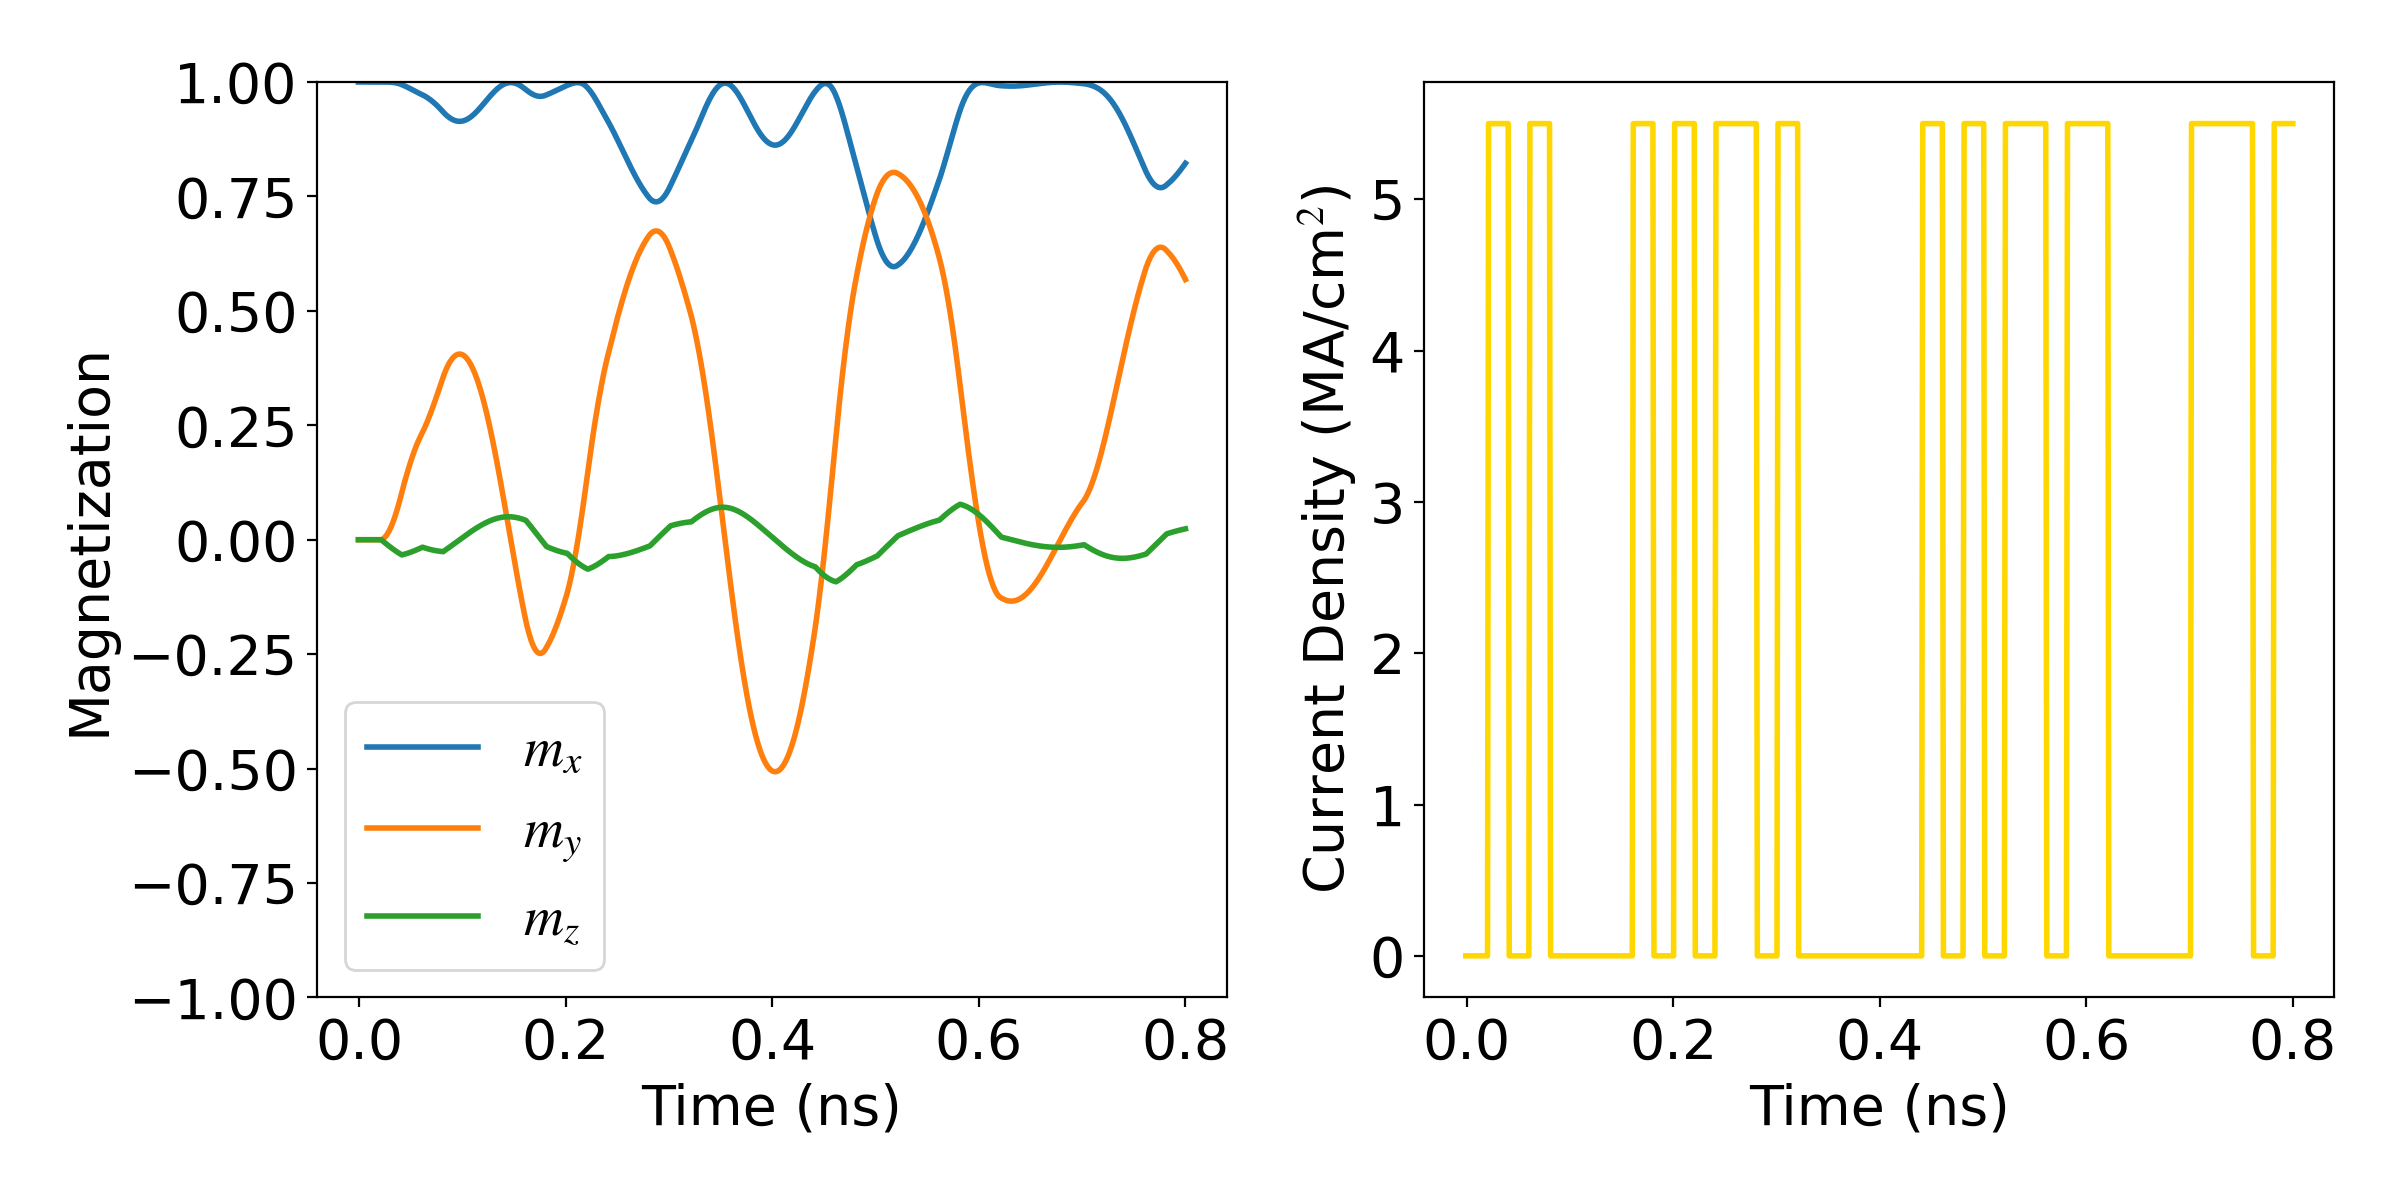 1.00
0.75
0.50
0.25
0.00
−0.25
−0.50
−0.75
−1.00
Magnetization
m_x
m_y
m_z
0.0 0.2 0.4 0.6 0.8
Time (ns)
5
4
3
2
1
0
Current Density (MA/cm²)
0.0 0.2 0.4 0.6 0.8
Time (ns)